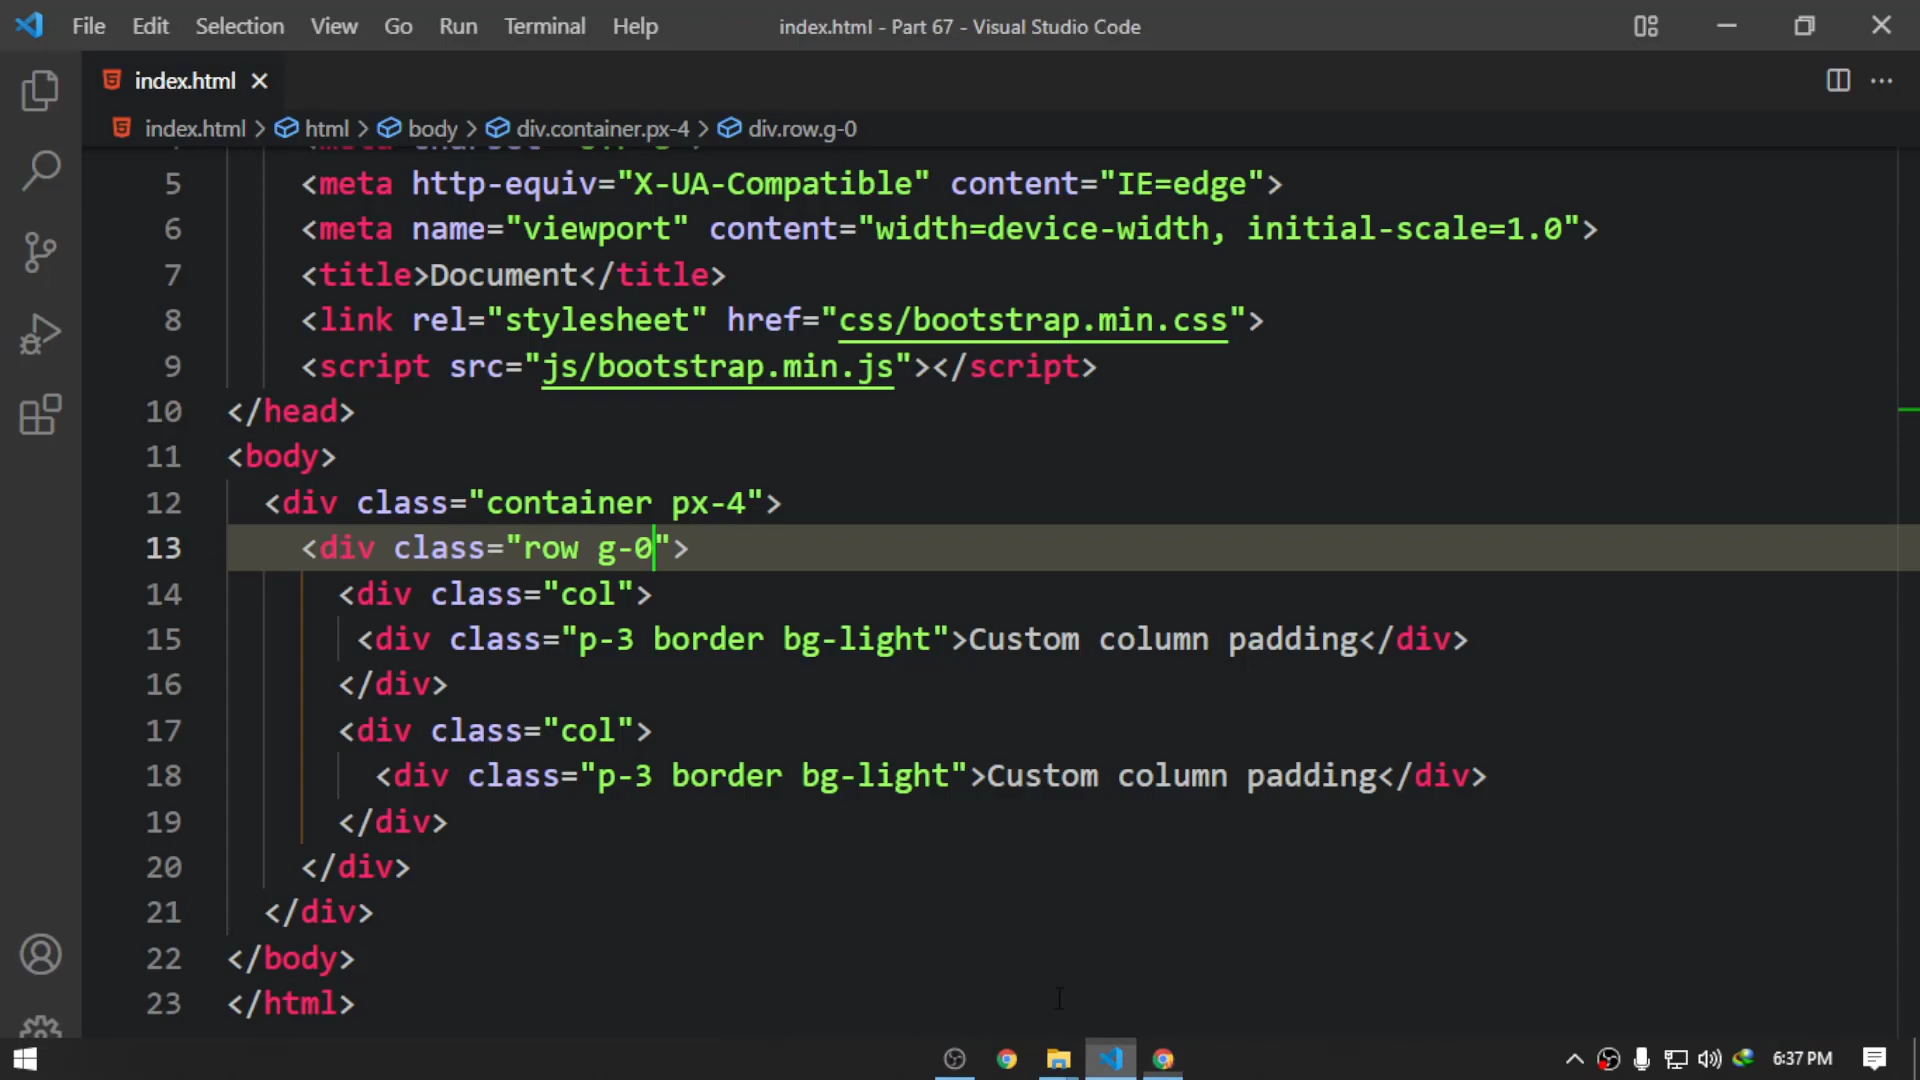 File Edit Selection View Go Run Terminal Help index.html - Part 67 - Visual Studio Code
index.html
index.html > html > body > div.container.px-4 > div.row.g-0
5 <meta http-equiv="X-UA-Compatible" content="IE=edge">
6 <meta name="viewport" content="width=device-width, initial-scale=1.0">
7 <title>Document</title>
8 <link rel="stylesheet" href="css/bootstrap.min.css">
9 <script src="js/bootstrap.min.js"></script>
10 </head>
11 <body>
12 <div class="container px-4">
13 <div class="row g-0">
14 <div class="col">
15 <div class="p-3 border bg-light">Custom column padding</div>
16 </div>
17 <div class="col">
18 <div class="p-3 border bg-light">Custom column padding</div>
19 </div>
20 </div>
21 </div>
22 </body>
23 </html>
6:37 PM